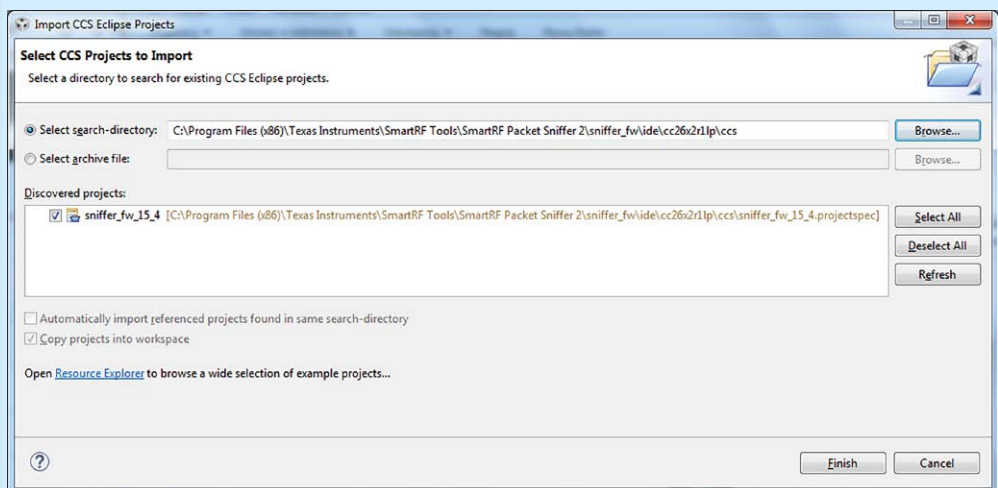 Import CCS Eclipse Projects
Select CCS Projects to Import
Select a directory to search for existing CCS Eclipse projects.
Select search-directory: C:\Program Files (x86)\Texas Instruments\SmartRF Tools\SmartRF Packet Sniffer 2\sniffer_fw\ide\cc26x2r1lp\ccs Browse...
Select archive file: Browse...
Discovered projects:
sniffer_fw_15_4 [C:\Program Files (x86)\Texas Instruments\SmartRF Tools\SmartRF Packet Sniffer 2\sniffer_fw\ide\cc26x2r1lp\ccs\sniffer_fw_15_4.projectspec] Select All
Deselect All
Refresh
Automatically import referenced projects found in same search-directory
Copy projects into workspace
Open Resource Explorer to browse a wide selection of example projects...
? Finish Cancel